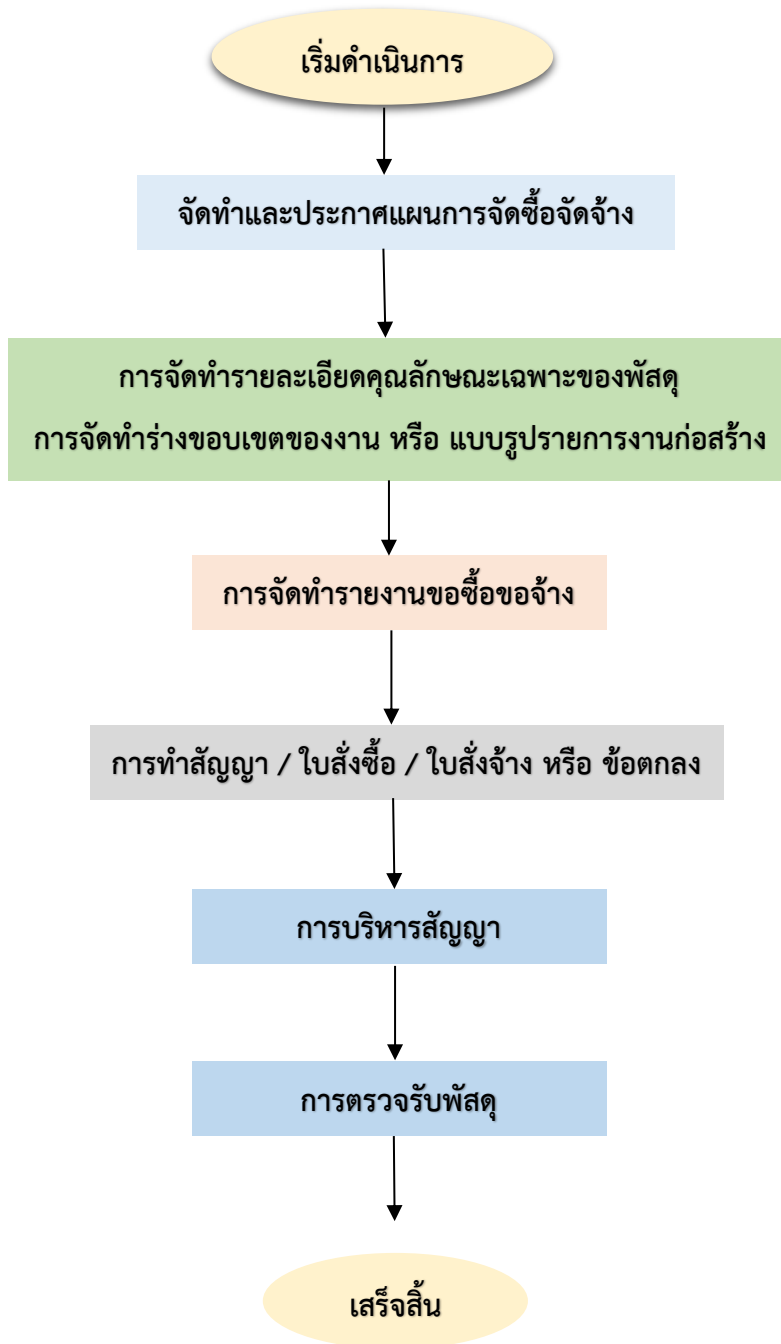 เริ่มดำเนินการ
จัดทำและประกาศแผนการจัดซื้อจัดจ้าง
การจัดทำรายละเอียดคุณลักษณะเฉพาะของพัสดุ
การจัดทำร่างขอบเขตของงาน หรือ แบบรูปรายการงานก่อสร้าง
การจัดทำรายงานขอซื้อขอจ้าง
การทำสัญญา / ใบสั่งซื้อ / ใบสั่งจ้าง หรือ ข้อตกลง
การบริหารสัญญา
การตรวจรับพัสดุ
เสร็จสิ้น